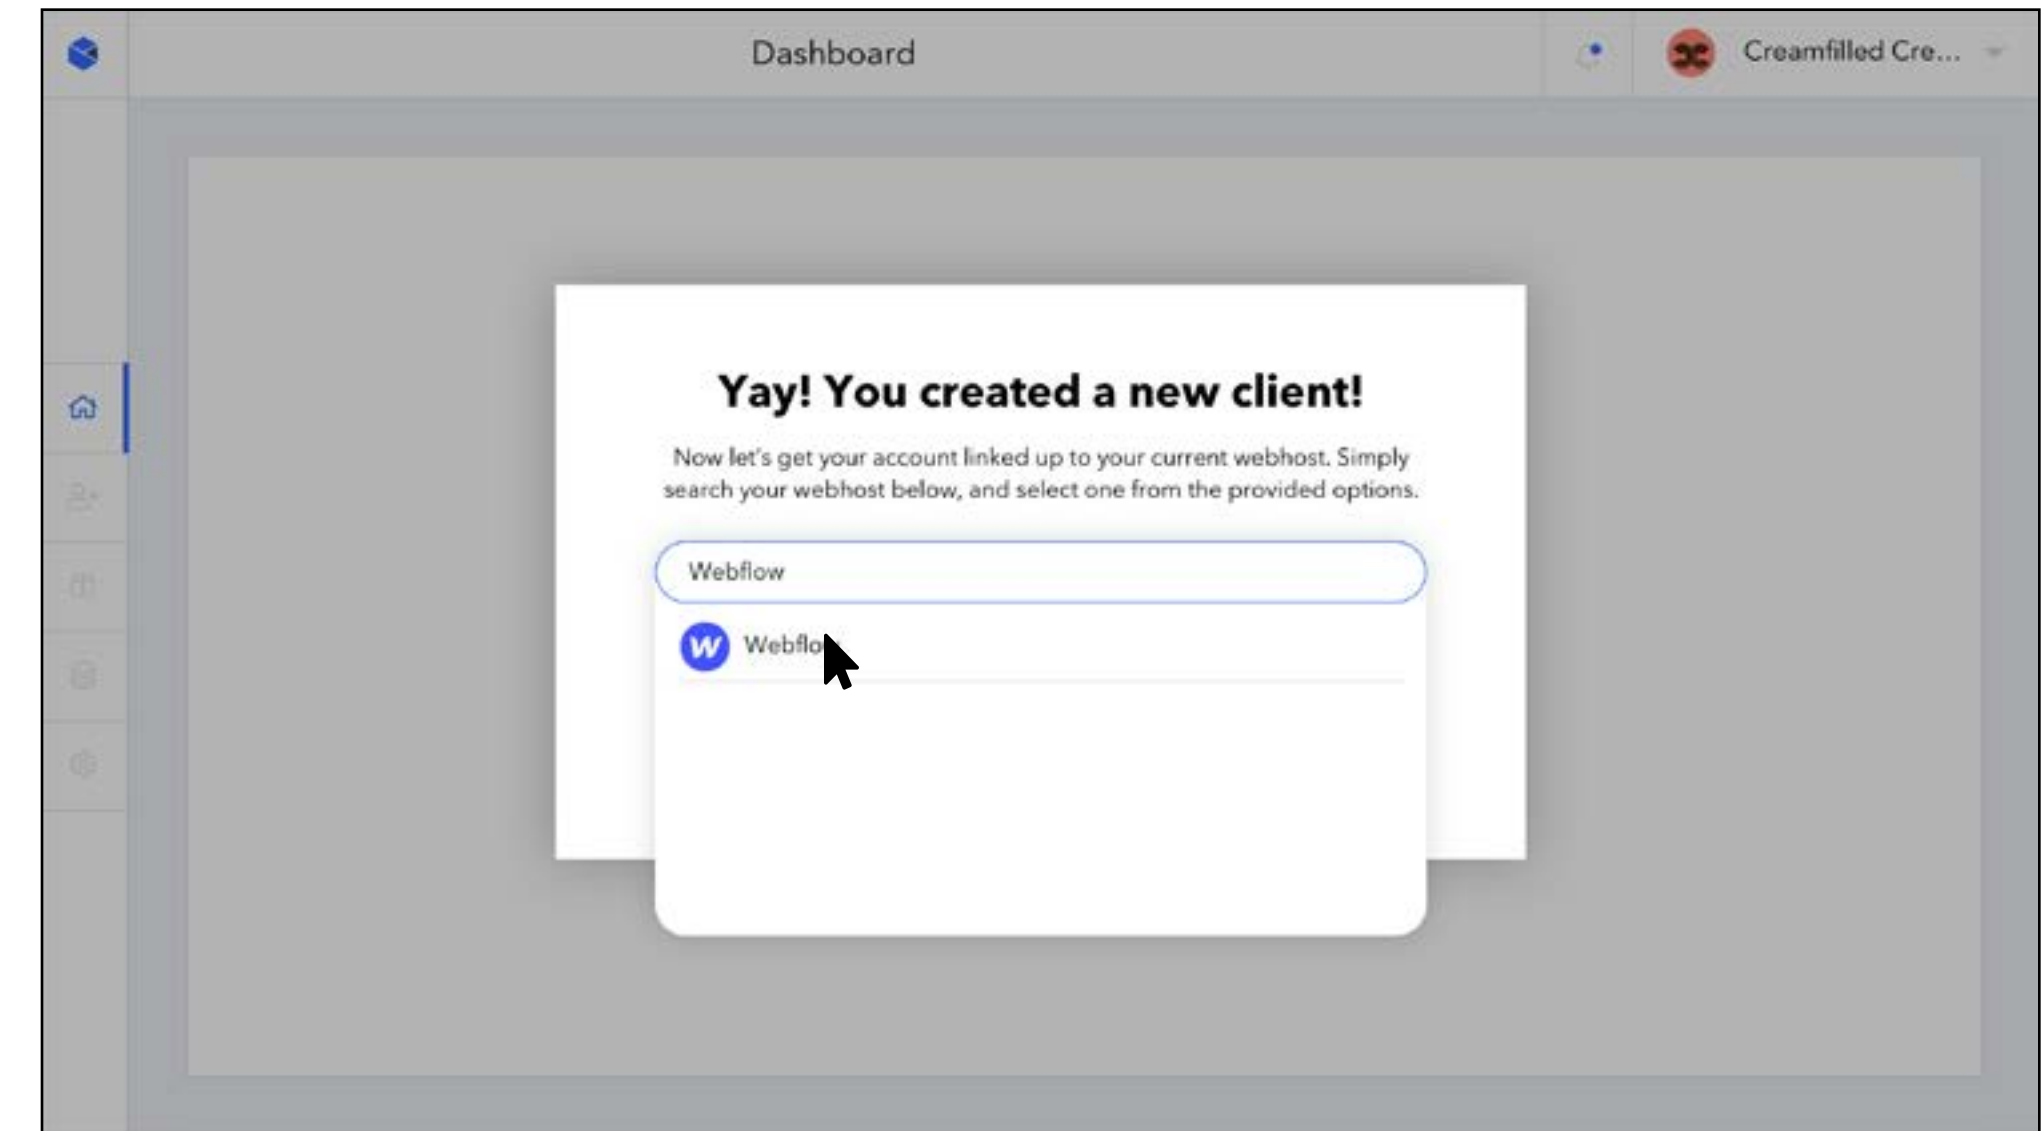 Dashboard
Creamfilled Cre...
Yay! You created a new client!
Now let's get your account linked up to your current webhost. Simply
search your webhost below, and select one from the provided options.
Webflow
W Webflo